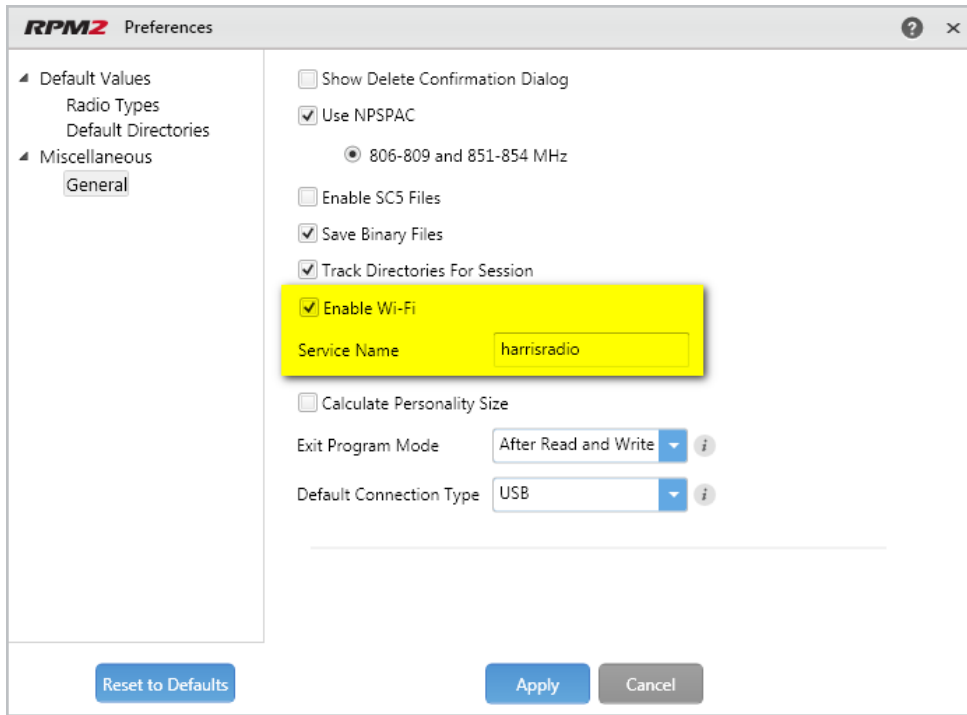 RPM2 Preferences
Default Values
Radio Types
Default Directories
Miscellaneous
General
Show Delete Confirmation Dialog
Use NPSPAC
806-809 and 851-854 MHz
Enable SC5 Files
Save Binary Files
Track Directories For Session
Enable Wi-Fi
Service Name harrisradio
Calculate Personality Size
Exit Program Mode After Read and Write i
Default Connection Type USB i
Reset to Defaults Apply Cancel